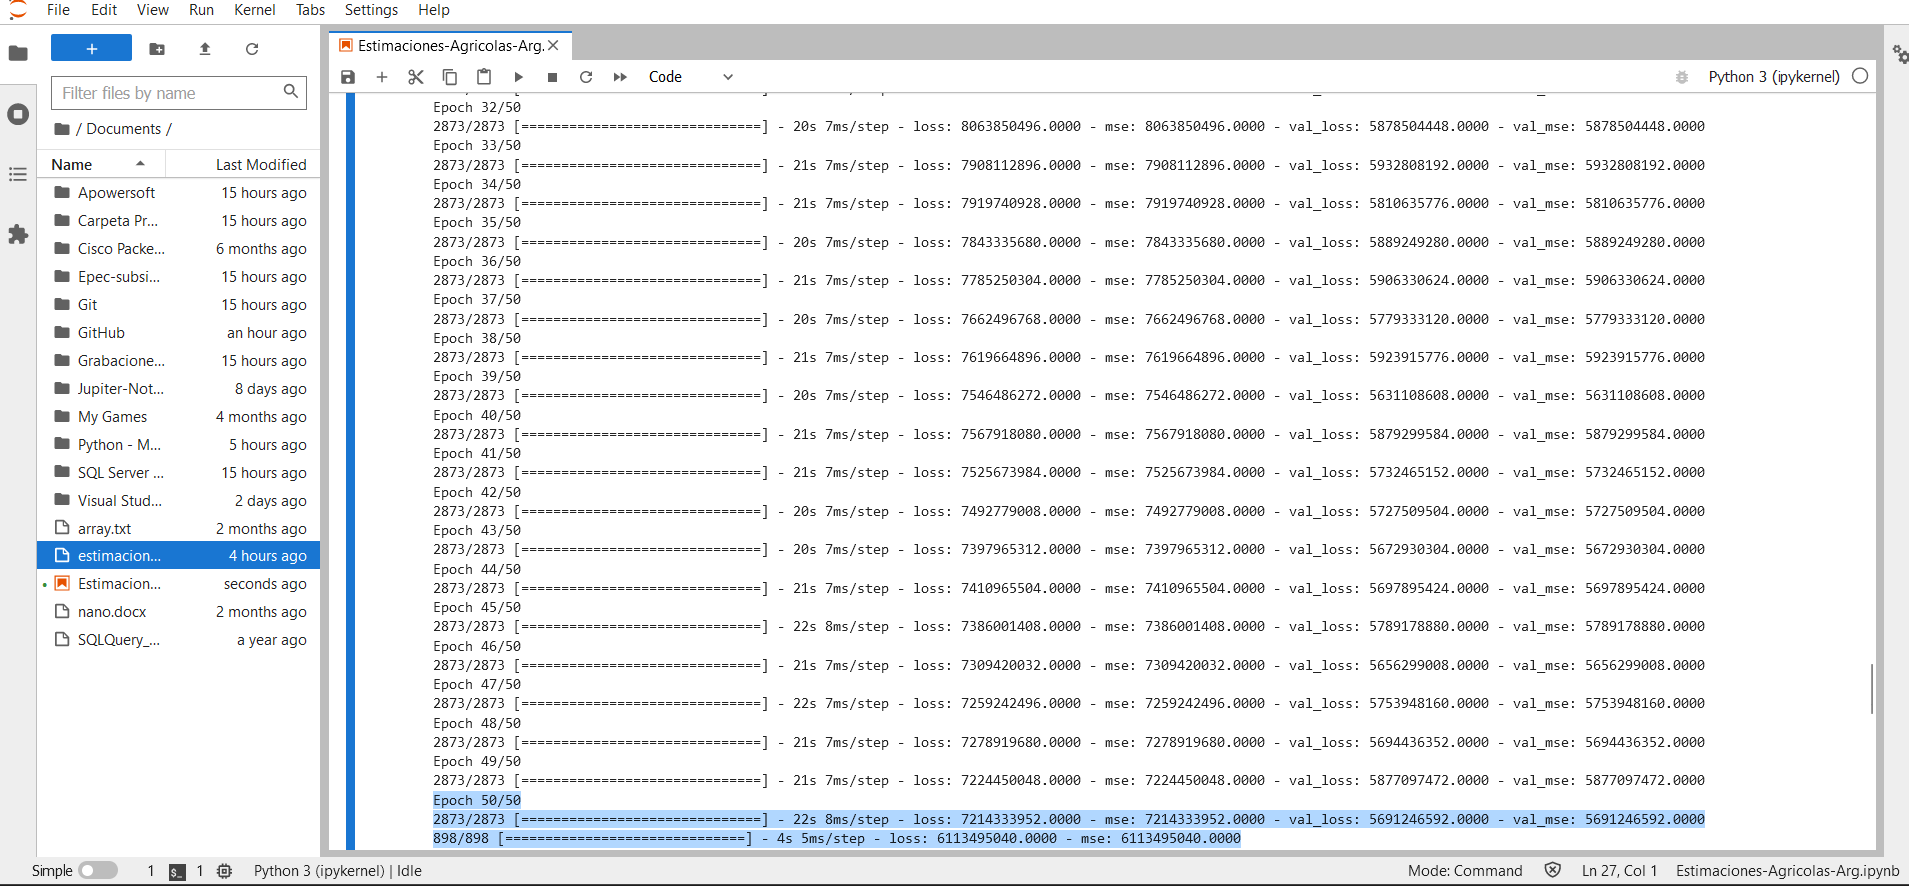 File Edit View Run Kernel Tabs Settings Help
Filter files by name
/ Documents /
Name Last Modified
Apowersoft 15 hours ago
Carpeta Pr... 15 hours ago
Cisco Packe... 6 months ago
Epec-subsi... 15 hours ago
Git 15 hours ago
GitHub an hour ago
Grabacione... 15 hours ago
Jupiter-Not... 8 days ago
My Games 4 months ago
Python - M... 5 hours ago
SQL Server ... 15 hours ago
Visual Stud... 2 days ago
array.txt 2 months ago
estimacion... 4 hours ago
Estimacion... seconds ago
nano.docx 2 months ago
SQLQuery_... a year ago
Estimaciones-Agricolas-Arg.
Code
Python 3 (ipykernel)
Epoch 32/50
2873/2873 [==============================] - 20s 7ms/step - loss: 8063850496.0000 - mse: 8063850496.0000 - val_loss: 5878504448.0000 - val_mse: 5878504448.0000
Epoch 33/50
2873/2873 [==============================] - 21s 7ms/step - loss: 7908112896.0000 - mse: 7908112896.0000 - val_loss: 5932808192.0000 - val_mse: 5932808192.0000
Epoch 34/50
2873/2873 [==============================] - 21s 7ms/step - loss: 7919740928.0000 - mse: 7919740928.0000 - val_loss: 5810635776.0000 - val_mse: 5810635776.0000
Epoch 35/50
2873/2873 [==============================] - 20s 7ms/step - loss: 7843335680.0000 - mse: 7843335680.0000 - val_loss: 5889249280.0000 - val_mse: 5889249280.0000
Epoch 36/50
2873/2873 [==============================] - 21s 7ms/step - loss: 7785250304.0000 - mse: 7785250304.0000 - val_loss: 5906330624.0000 - val_mse: 5906330624.0000
Epoch 37/50
2873/2873 [==============================] - 20s 7ms/step - loss: 7662496768.0000 - mse: 7662496768.0000 - val_loss: 5779333120.0000 - val_mse: 5779333120.0000
Epoch 38/50
2873/2873 [==============================] - 21s 7ms/step - loss: 7619664896.0000 - mse: 7619664896.0000 - val_loss: 5923915776.0000 - val_mse: 5923915776.0000
Epoch 39/50
2873/2873 [==============================] - 20s 7ms/step - loss: 7546486272.0000 - mse: 7546486272.0000 - val_loss: 5631108608.0000 - val_mse: 5631108608.0000
Epoch 40/50
2873/2873 [==============================] - 21s 7ms/step - loss: 7567918080.0000 - mse: 7567918080.0000 - val_loss: 5879299584.0000 - val_mse: 5879299584.0000
Epoch 41/50
2873/2873 [==============================] - 21s 7ms/step - loss: 7525673984.0000 - mse: 7525673984.0000 - val_loss: 5732465152.0000 - val_mse: 5732465152.0000
Epoch 42/50
2873/2873 [==============================] - 20s 7ms/step - loss: 7492779008.0000 - mse: 7492779008.0000 - val_loss: 5727509504.0000 - val_mse: 5727509504.0000
Epoch 43/50
2873/2873 [==============================] - 20s 7ms/step - loss: 7397965312.0000 - mse: 7397965312.0000 - val_loss: 5672930304.0000 - val_mse: 5672930304.0000
Epoch 44/50
2873/2873 [==============================] - 21s 7ms/step - loss: 7410965504.0000 - mse: 7410965504.0000 - val_loss: 5697895424.0000 - val_mse: 5697895424.0000
Epoch 45/50
2873/2873 [==============================] - 22s 8ms/step - loss: 7386001408.0000 - mse: 7386001408.0000 - val_loss: 5789178880.0000 - val_mse: 5789178880.0000
Epoch 46/50
2873/2873 [==============================] - 21s 7ms/step - loss: 7309420032.0000 - mse: 7309420032.0000 - val_loss: 5656299008.0000 - val_mse: 5656299008.0000
Epoch 47/50
2873/2873 [==============================] - 22s 7ms/step - loss: 7259242496.0000 - mse: 7259242496.0000 - val_loss: 5753948160.0000 - val_mse: 5753948160.0000
Epoch 48/50
2873/2873 [==============================] - 21s 7ms/step - loss: 7278919680.0000 - mse: 7278919680.0000 - val_loss: 5694436352.0000 - val_mse: 5694436352.0000
Epoch 49/50
2873/2873 [==============================] - 21s 7ms/step - loss: 7224450048.0000 - mse: 7224450048.0000 - val_loss: 5877097472.0000 - val_mse: 5877097472.0000
Epoch 50/50
2873/2873 [==============================] - 22s 8ms/step - loss: 7214333952.0000 - mse: 7214333952.0000 - val_loss: 5691246592.0000 - val_mse: 5691246592.0000
898/898 [==============================] - 4s 5ms/step - loss: 6113495040.0000 - mse: 6113495040.0000
Simple 1 1 Python 3 (ipykernel) | Idle Mode: Command Ln 27, Col 1 Estimaciones-Agricolas-Arg.ipynb